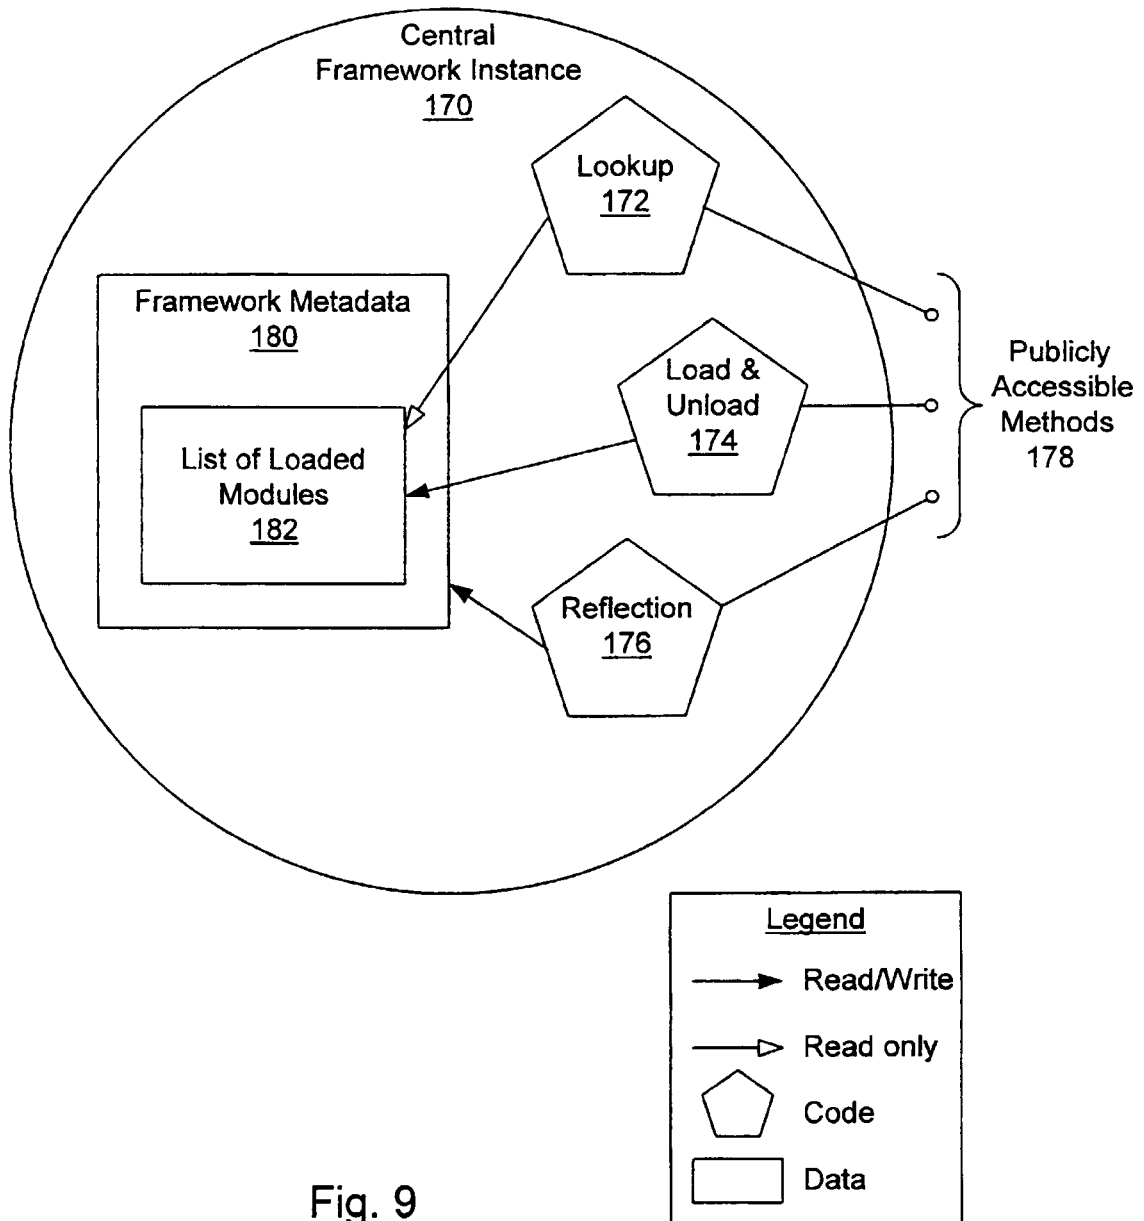 Central
Framework Instance
170
Lookup
172
Framework Metadata
180
Load &
Unload
174
Publicly
Accessible
Methods
178
List of Loaded
Modules
182
Reflection
176
Legend
Read/Write
Read only
Code
Data
Fig. 9